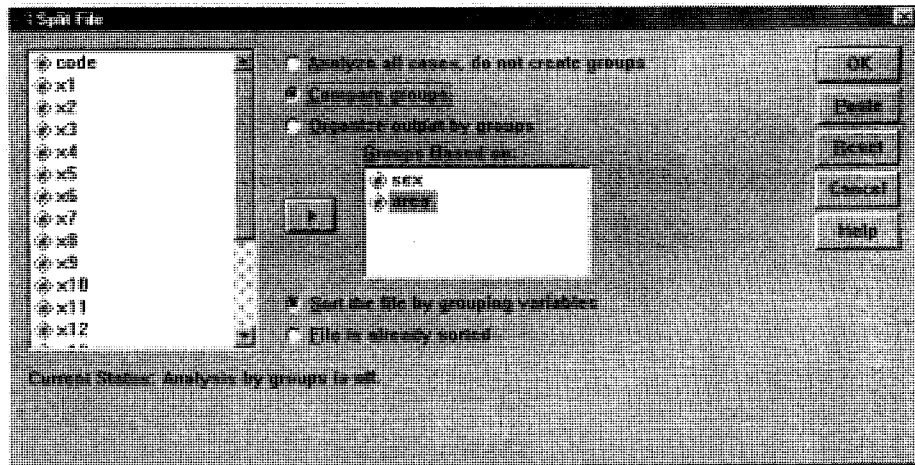 Split File
code
x1
x2
x3
x4
x5
x6
x7
x8
x9
x10
x11
x12
Analyze all cases, do not create groups
Compare groups
Organize output by groups
Groups Based on:
sex
area
Sort the file by grouping variables
File is already sorted
OK
Paste
Reset
Cancel
Help
Current Status: Analysis by groups is off.